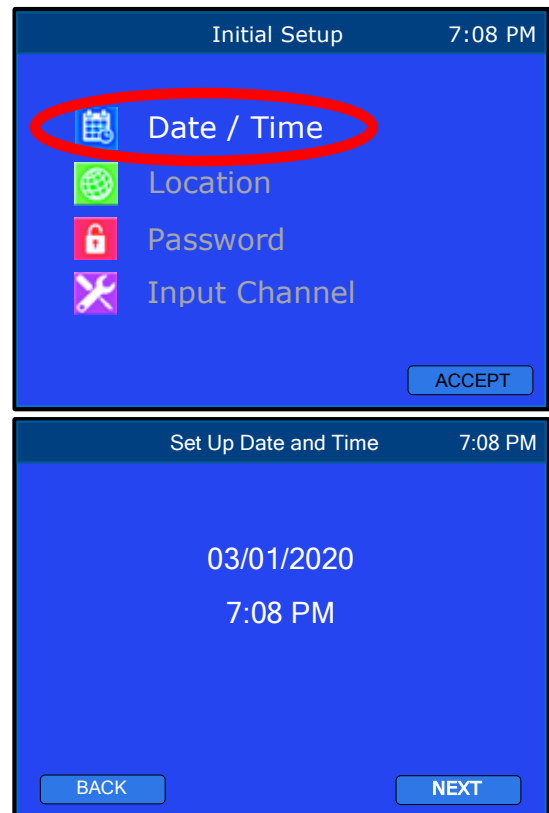 Initial Setup 7:08 PM
Date / Time
Location
Password
Input Channel
ACCEPT
Set Up Date and Time 7:08 PM
03/01/2020
7:08 PM
BACK NEXT